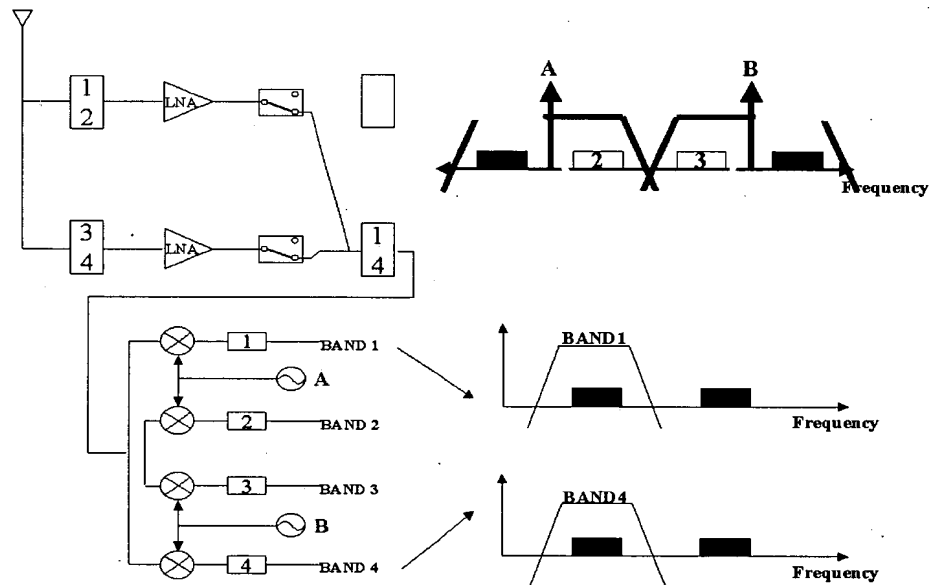 A
B
1
2
LNA
2
3
Frequency
3
4
LNA
1
4
1
BAND 1
BAND1
A
2
BAND 2
Frequency
3
BAND 3
BAND4
B
4
BAND 4
Frequency